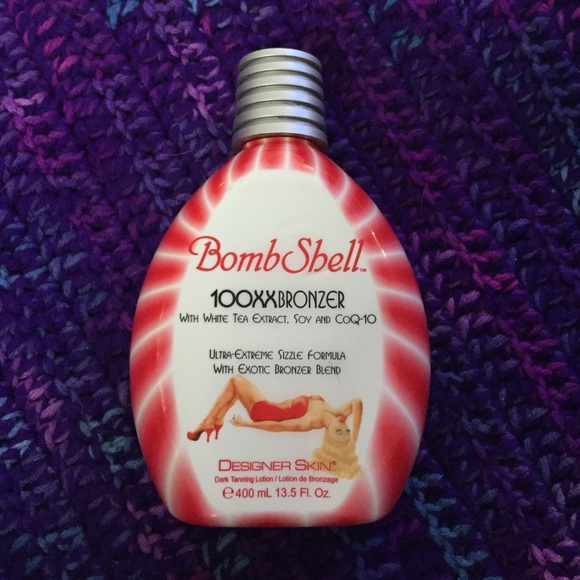 BombShell™
100XXBRONZER
With White Tea Extract, Soy and CoQ-10
Ultra-Extreme Sizzle Formula
With Exotic Bronzer Blend
Designer Skin®
Dark Tanning Lotion / Lotion de Bronzage
℮400 mL 13.5 Fl. Oz.